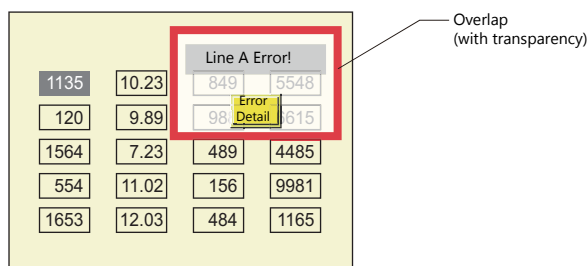 Overlap
(with transparency)
Line A Error!
1135 10.23 849 5548
Error
Detail
120 9.89 6615
1564 7.23 489 4485
554 11.02 156 9981
1653 12.03 484 1165